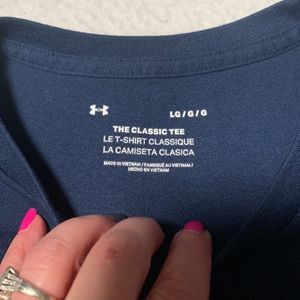 LG / G / G
THE CLASSIC TEE
LE T-SHIRT CLASSIQUE
LA CAMISETA CLASICA
MADE IN VIETNAM / FABRIQUÉ AU VIETNAM /
HECHO EN VIETNAM